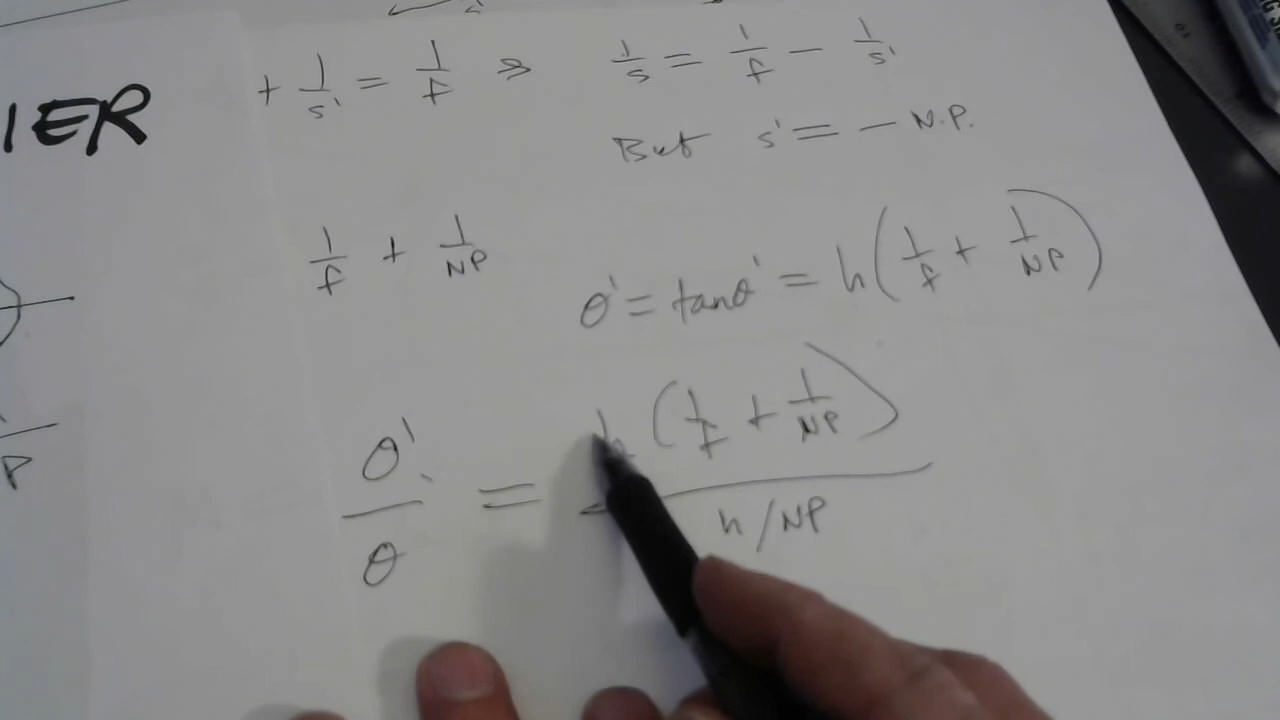 IER
+ 1/s' = 1/f ⇒ 1/s = 1/f - 1/s'
But s' = - N.P.
1/f + 1/NP
θ' = tanθ' = h(1/f + 1/NP)
θ'/θ = h(1/f + 1/NP) / h/NP
P